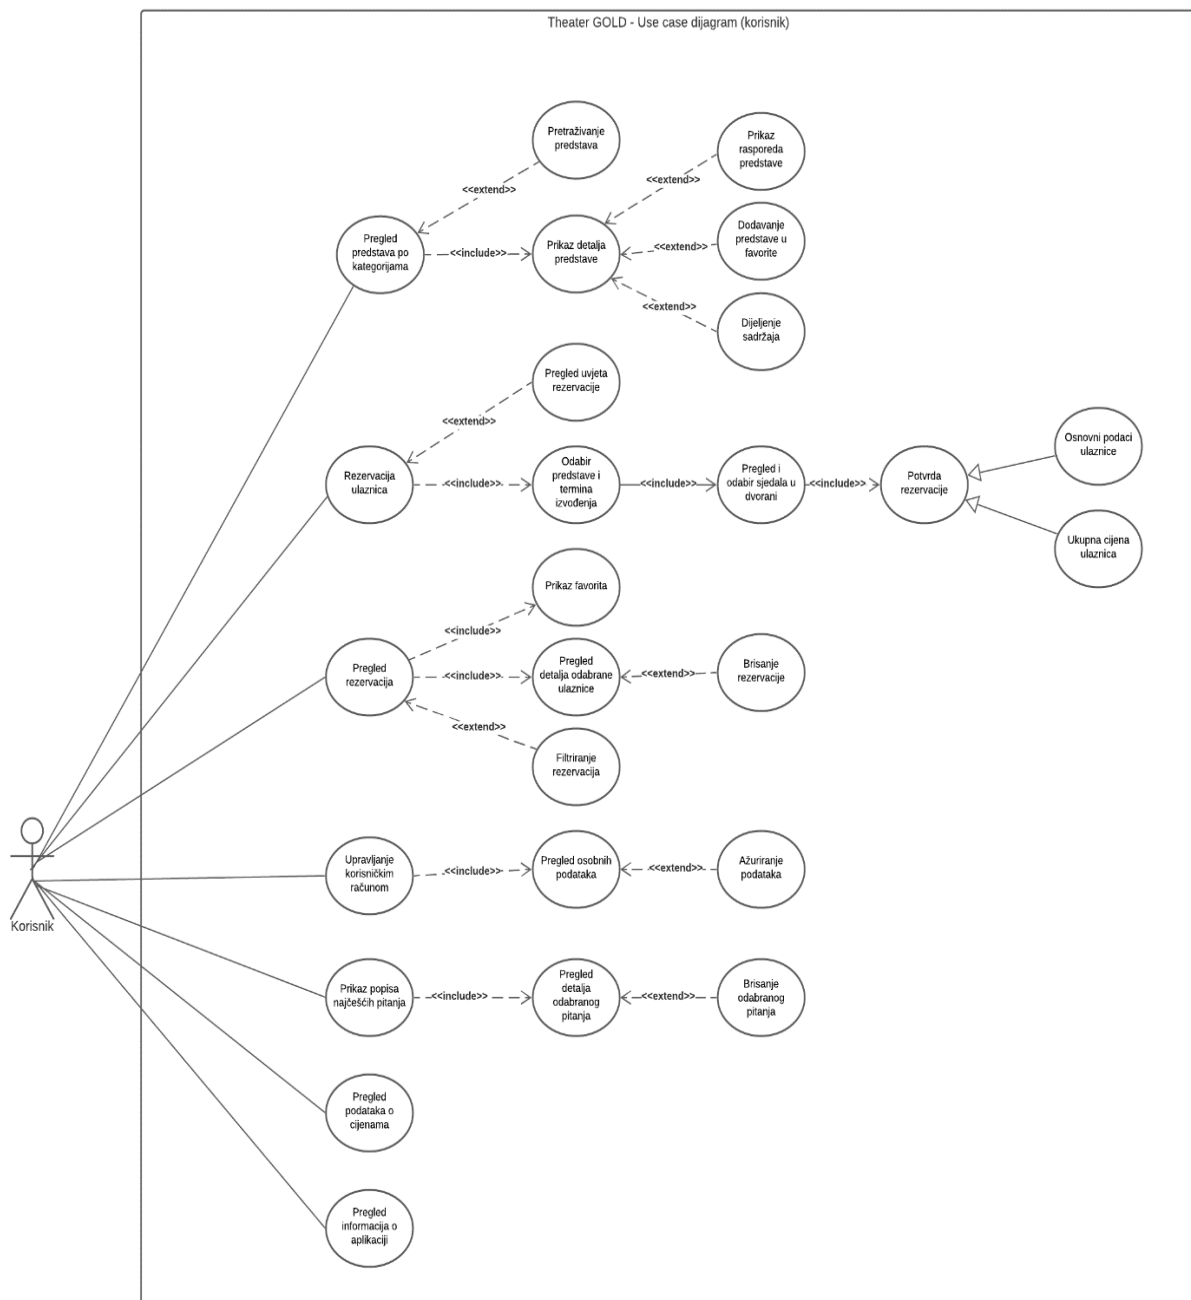 Theater GOLD - Use case dijagram (korisnik)
Pretraživanje
predstava
Prikaz
rasporeda
predstave
<<extend>>
<<extend>>
Pregled
predstava po
kategorijama
<<include>>
Prikaz detalja
predstave
<<extend>>
Dodavanje
predstave u
favorite
<<extend>>
Dijeljenje
sadržaja
Pregled uvjeta
rezervacije
<<extend>>
Rezervacija
ulaznica
<<include>>
Odabir
predstave i
termina
izvođenja
<<include>>
Pregled i
odabir sjedala u
dvorani
<<include>>
Potvrda
rezervacije
Osnovni podaci
ulaznice
Ukupna cijena
ulaznica
Prikaz favorita
<<include>>
Pregled
rezervacija
<<include>>
Pregled
detalja odabrane
ulaznice
<<extend>>
Brisanje
rezervacije
<<extend>>
Filtriranje
rezervacija
Korisnik
Upravljanje
korisničkim
računom
<<include>>
Pregled osobnih
podataka
<<extend>>
Ažuriranje
podataka
Prikaz popisa
najčešćih pitanja
<<include>>
Pregled
detalja
odabranog
pitanja
<<extend>>
Brisanje
odabranog
pitanja
Pregled
podataka o
cijenama
Pregled
informacija o
aplikaciji